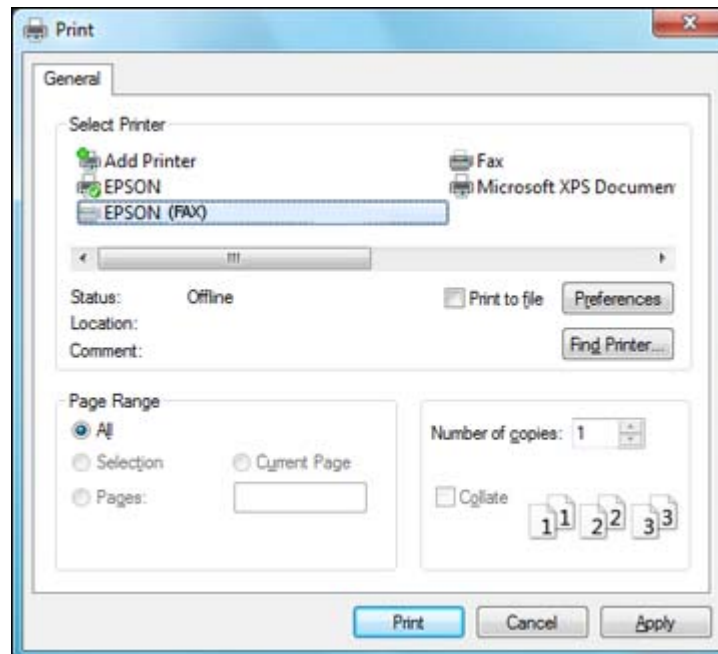 Print
General
Select Printer
Add Printer
EPSON
EPSON (FAX)
Fax
Microsoft XPS Documen
Status: Offline
Location:
Comment:
Print to file
Preferences
Find Printer...
Page Range
All
Selection
Current Page
Pages:
Number of copies: 1
Collate
1 1 2 2 3 3
Print
Cancel
Apply